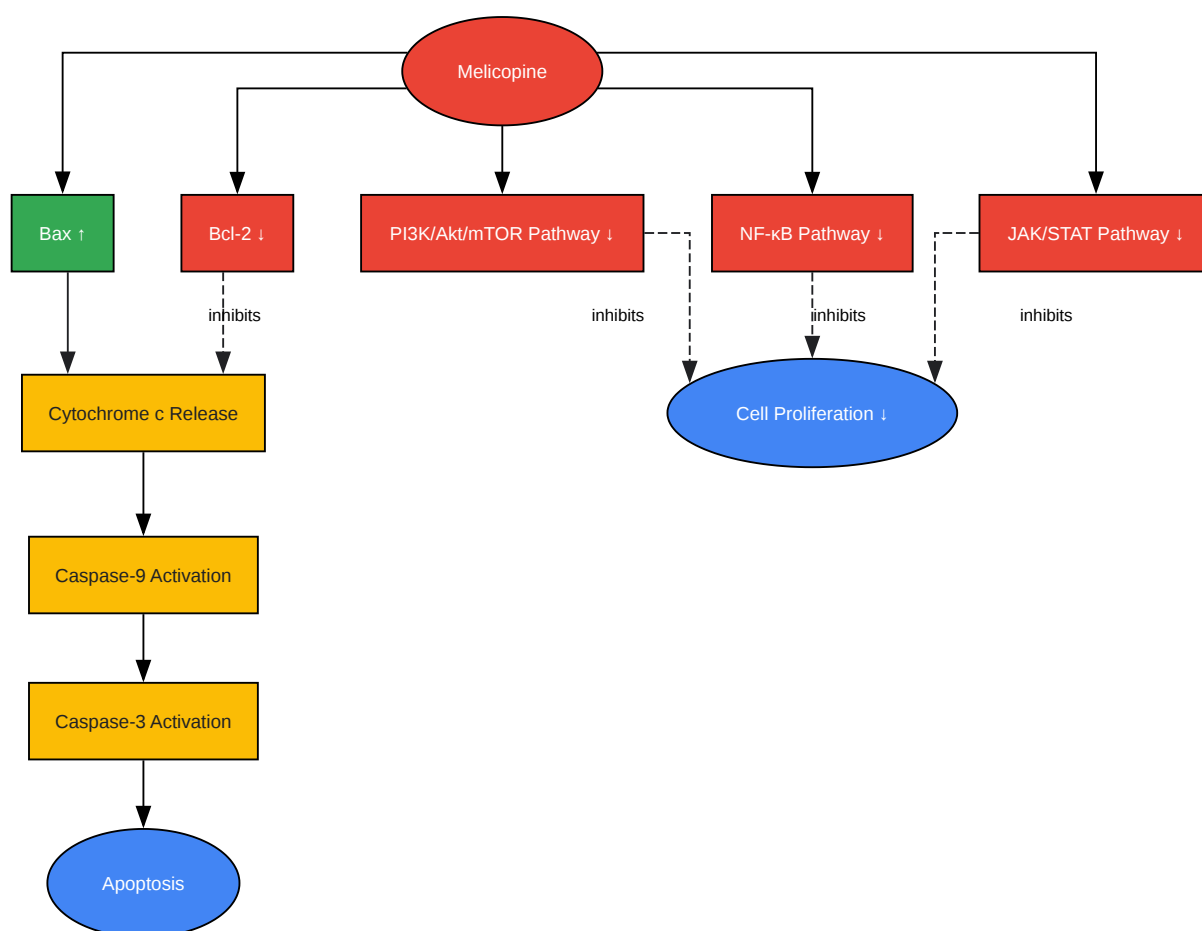 Melicopine
Bax ↑
Bcl-2 ↓
PI3K/Akt/mTOR Pathway ↓
NF-κB Pathway ↓
JAK/STAT Pathway ↓
inhibits
inhibits
inhibits
inhibits
Cytochrome c Release
Cell Proliferation ↓
Caspase-9 Activation
Caspase-3 Activation
Apoptosis